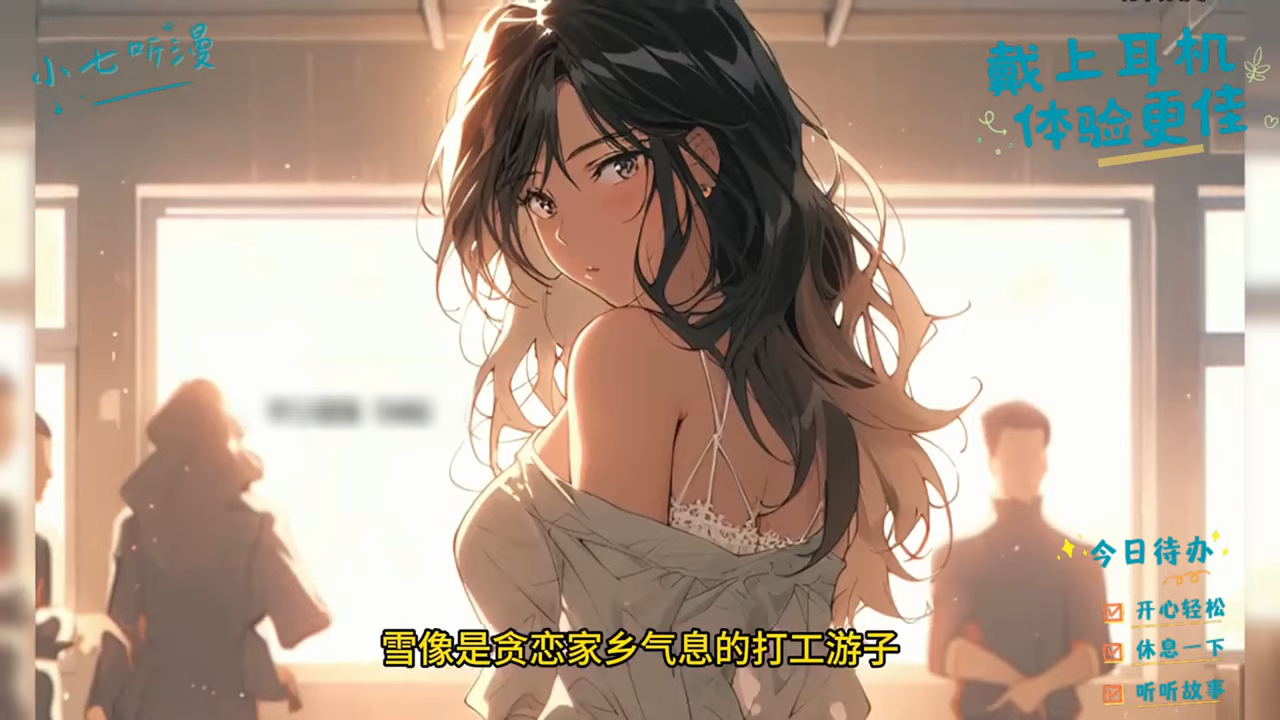 小七听漫
戴上耳机
体验更佳
今日待办
开心轻松
休息一下
听听故事
雪像是贪恋家乡气息的打工游子